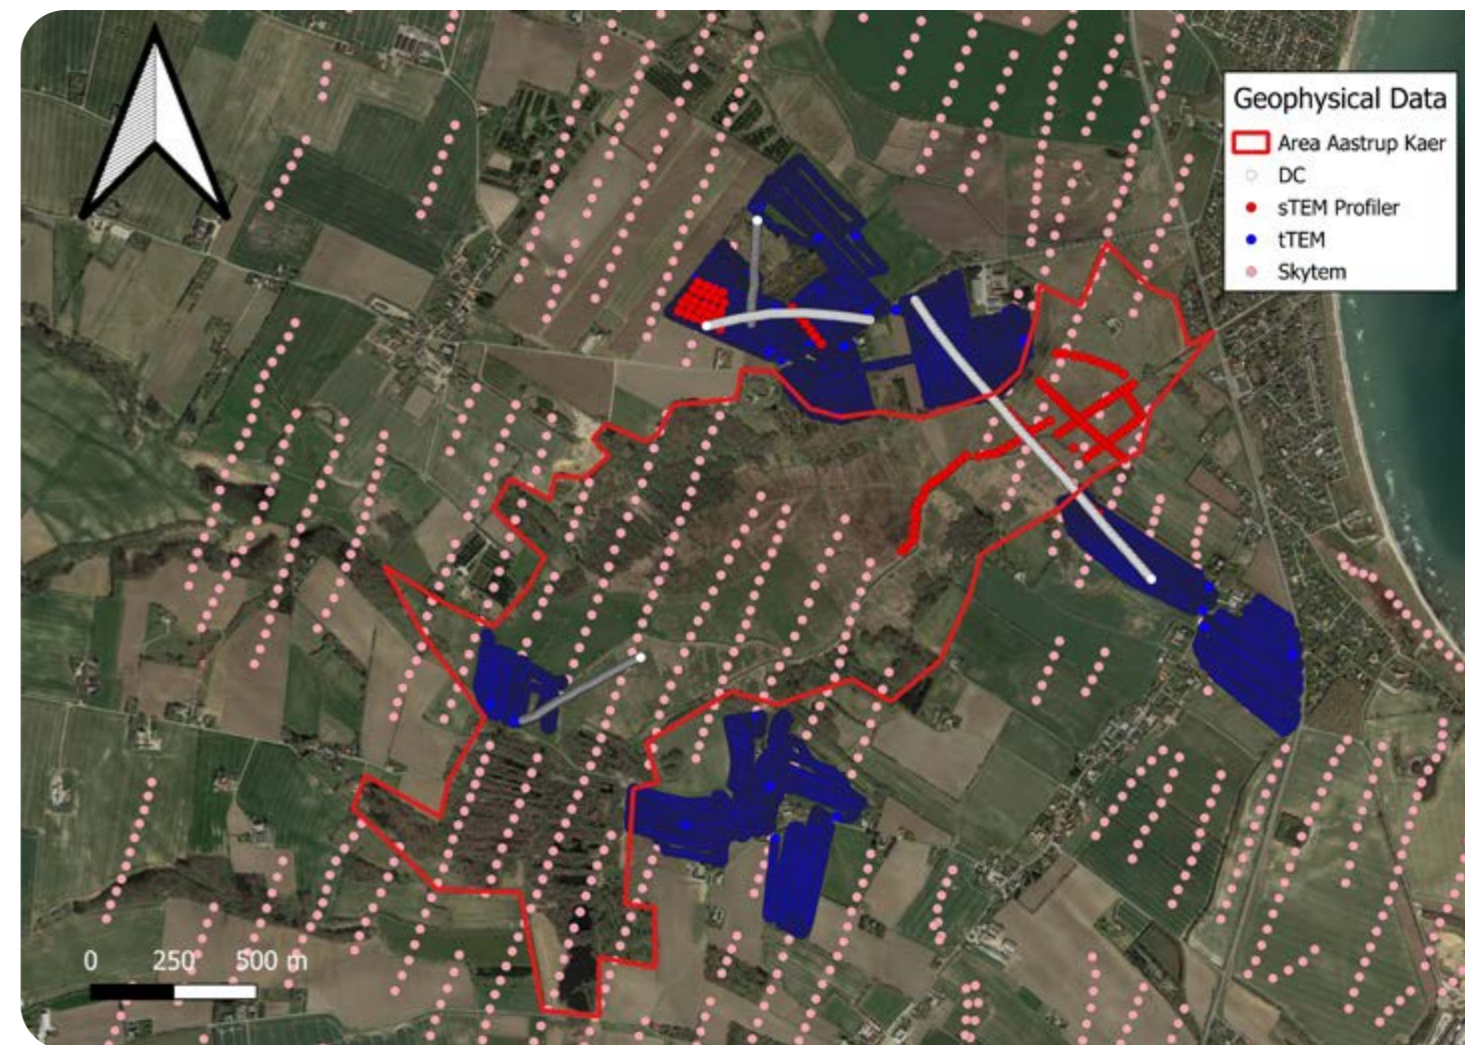 Geophysical Data
Area Aastrup Kaer
DC
sTEM Profiler
tTEM
Skytem
0 250 500 m